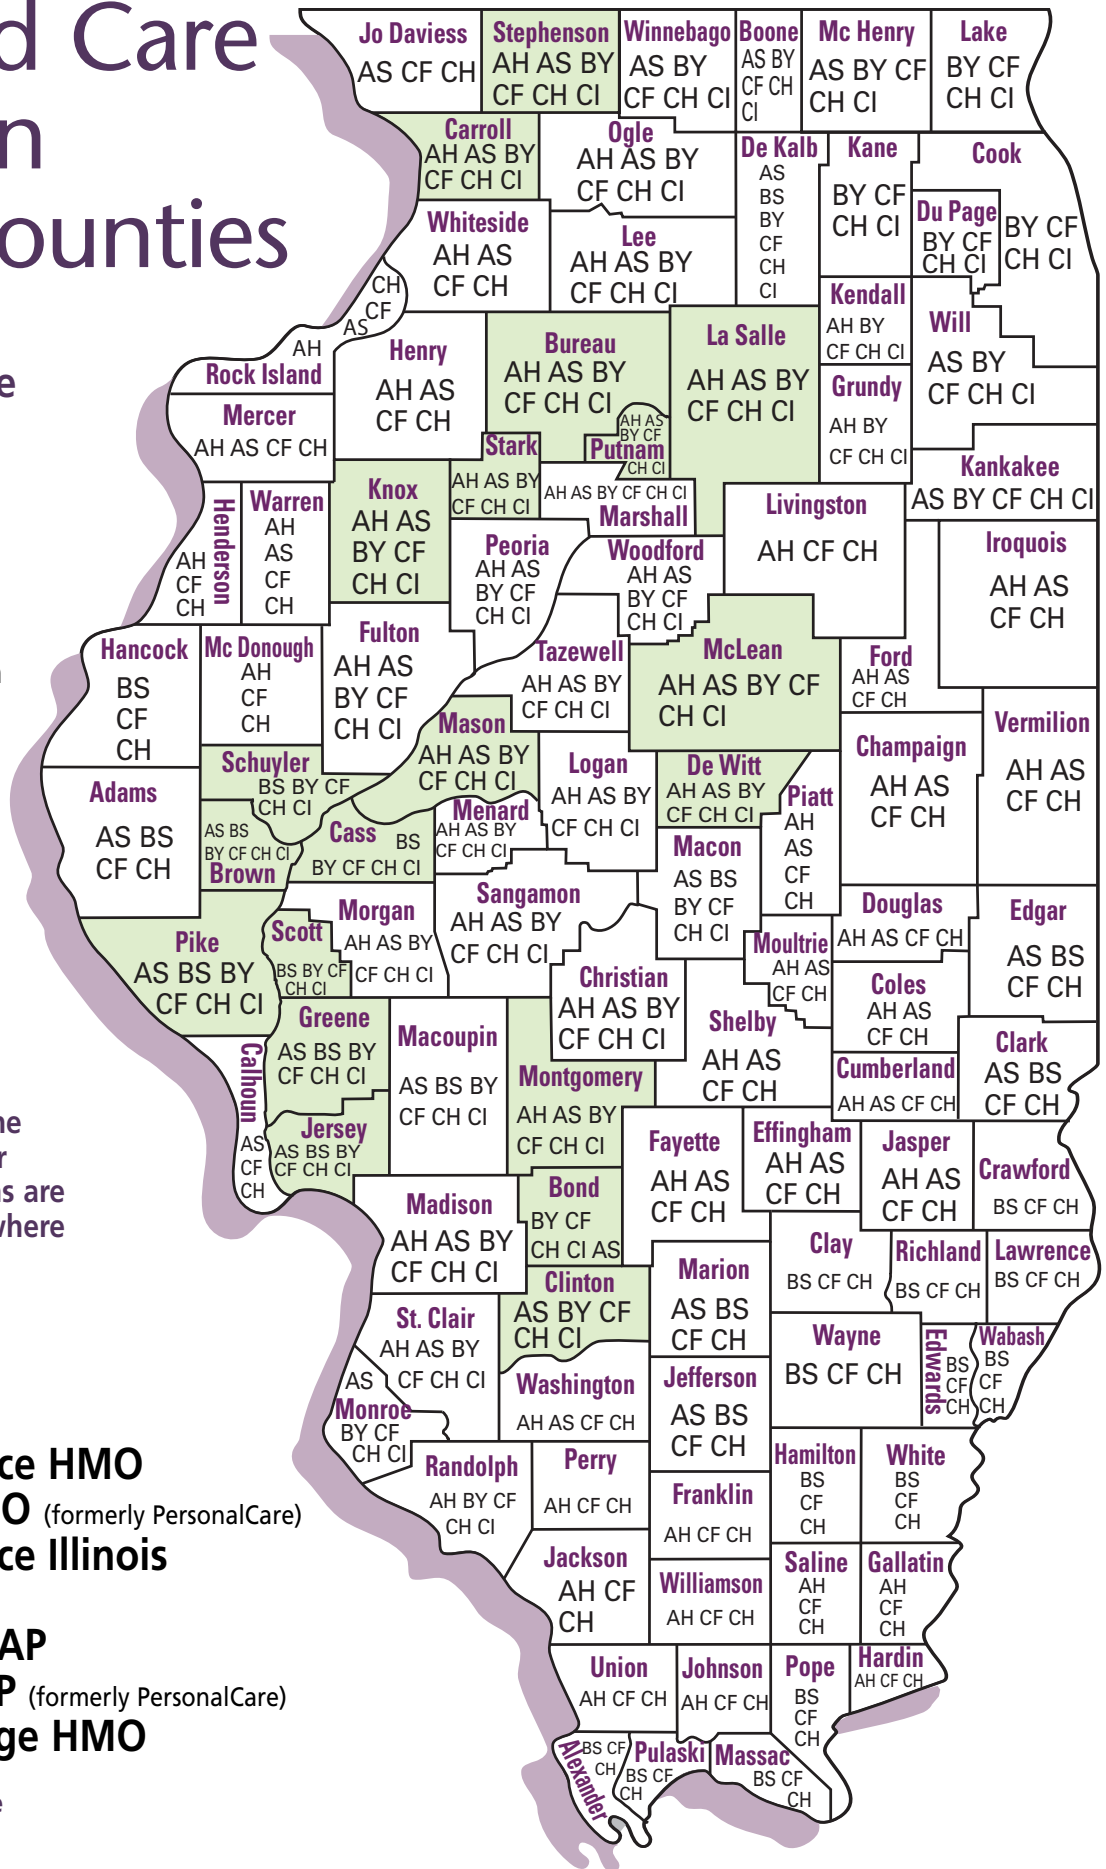 d Care
n
ounties
e
ne
r
as are
where
ce HMO
O (formerly PersonalCare)
ce Illinois
AP
P (formerly PersonalCare)
ge HMO
e
Jo Daviess
AS CF CH
Stephenson
AH AS BY
CF CH CI
Winnebago
AS BY
CF CH CI
Boone
AS BY
CF CH
CI
Mc Henry
AS BY CF
CH CI
Lake
BY CF
CH CI
Carroll
AH AS BY
CF CH CI
Ogle
AH AS BY
CF CH CI
De Kalb
AS
BS
BY
CF
CH
CI
Kane
BY CF
CH CI
Cook
BY CF
CH CI
Du Page
BY CF
CH CI
Whiteside
AH AS
CF CH
Lee
AH AS BY
CF CH CI
Kendall
AH BY
CF CH CI
Will
AS BY
CF CH CI
CH
CF
AS
AH
Rock Island
Henry
AH AS
CF CH
Bureau
AH AS BY
CF CH CI
La Salle
AH AS BY
CF CH CI
Grundy
AH BY
CF CH CI
Mercer
AH AS CF CH
AH AS
BY CF
Putnam
CH CI
Stark
AH AS BY
CF CH CI
AH AS BY CF CH CI
Marshall
Kankakee
AS BY CF CH CI
Henderson
AH
CF
CH
Warren
AH
AS
CF
CH
Knox
AH AS
BY CF
CH CI
Peoria
AH AS
BY CF
CH CI
Woodford
AH AS
BY CF
CH CI
Livingston
AH CF CH
Iroquois
AH AS
CF CH
Hancock
BS
CF
CH
Mc Donough
AH
CF
CH
Fulton
AH AS
BY CF
CH CI
Tazewell
AH AS BY
CF CH CI
McLean
AH AS BY CF
CH CI
Ford
AH AS
CF CH
Vermilion
AH AS
CF CH
Champaign
AH AS
CF CH
Mason
AH AS BY
CF CH CI
Logan
AH AS BY
CF CH CI
De Witt
AH AS BY
CF CH CI
Piatt
AH
AS
CF
CH
Adams
AS BS
CF CH
Schuyler
BS BY CF
CH CI
AS BS
BY CF CH CI
Brown
Cass
BS
BY CF CH CI
Menard
AH AS BY
CF CH CI
Macon
AS BS
BY CF
CH CI
Sangamon
AH AS BY
CF CH CI
Morgan
AH AS BY
CF CH CI
Scott
BS BY CF
CH CI
Pike
AS BS BY
CF CH CI
Christian
AH AS BY
CF CH CI
Moultrie
AH AS
CF CH
Douglas
AH AS CF CH
Edgar
AS BS
CF CH
Coles
AH AS
CF CH
Greene
AS BS BY
CF CH CI
Macoupin
AS BS BY
CF CH CI
Montgomery
AH AS BY
CF CH CI
Shelby
AH AS
CF CH
Cumberland
AH AS CF CH
Clark
AS BS
CF CH
Calhoun
AS
CF
CH
Jersey
AS BS BY
CF CH CI
Fayette
AH AS
CF CH
Effingham
AH AS
CF CH
Jasper
AH AS
CF CH
Crawford
BS CF CH
Madison
AH AS BY
CF CH CI
Bond
BY CF
CH CI AS
Clinton
AS BY CF
CH CI
Marion
AS BS
CF CH
Clay
BS CF CH
Richland
BS CF CH
Lawrence
BS CF CH
St. Clair
AH AS BY
CF CH CI
Washington
AH AS CF CH
Jefferson
AS BS
CF CH
Wayne
BS CF CH
Edwards
BS
CF
CH
Wabash
BS
CF
CH
AS
Monroe
BY CF
CH CI
Randolph
AH BY CF
CH CI
Perry
AH CF CH
Franklin
AH CF CH
Hamilton
BS
CF
CH
White
BS
CF
CH
Jackson
AH CF
CH
Williamson
AH CF CH
Saline
AH
CF
CH
Gallatin
AH
CF
CH
Union
AH CF CH
Johnson
AH CF CH
Pope
BS
CF
CH
Hardin
AH CF CH
Alexander
BS CF
CH
Pulaski
BS CF
CH
Massac
BS CF
CH